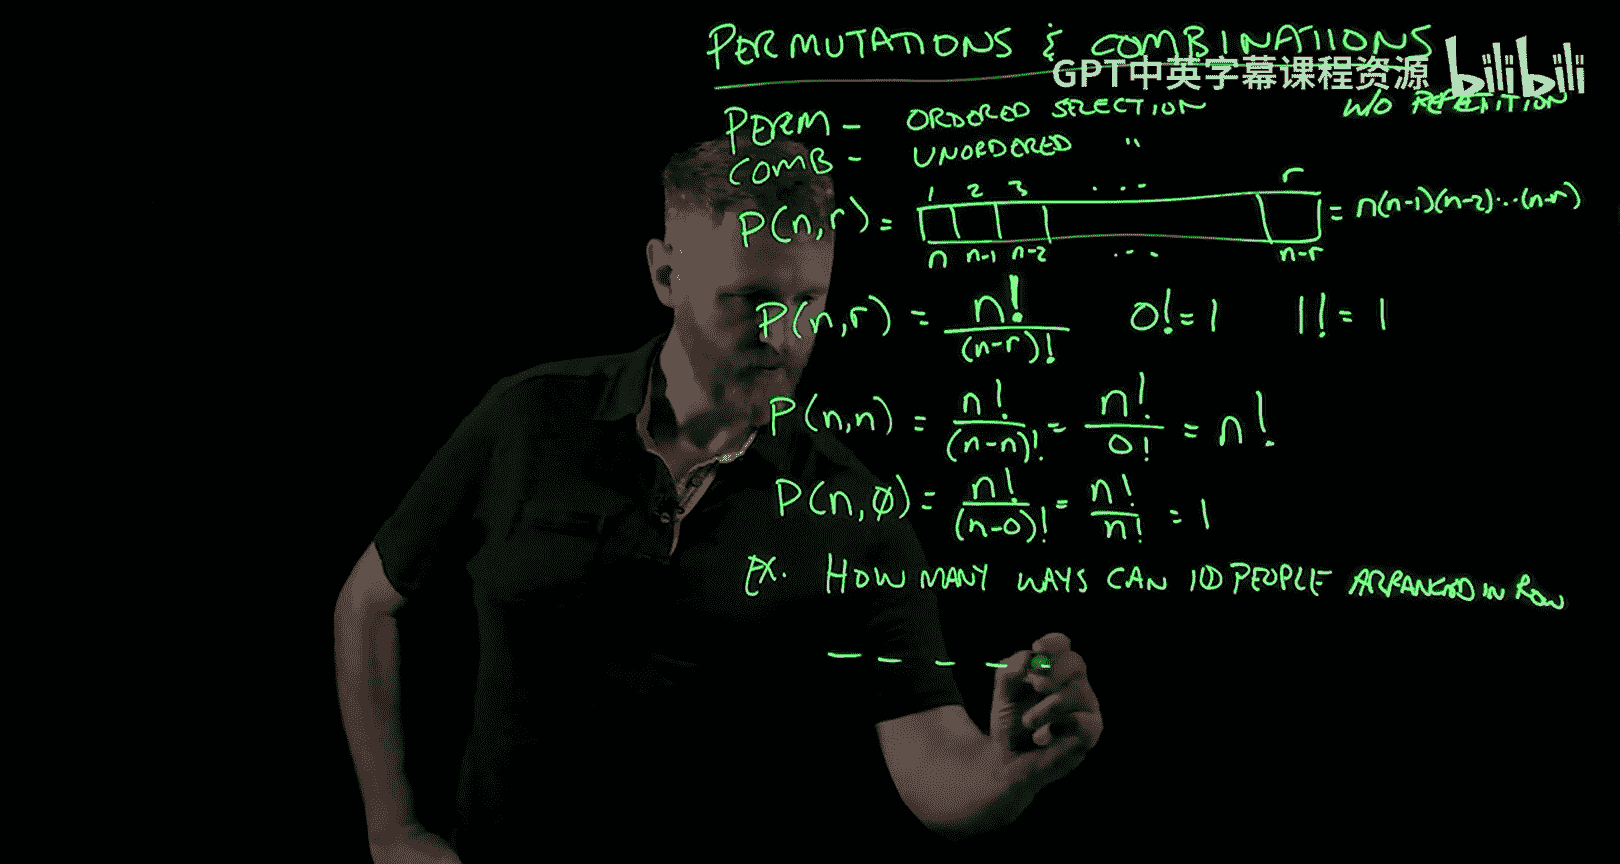 PERMUTATIONS & COMBINATIONS
GPT中英字幕课程资源 bilibili
PERM - ORDERED SELECTION W/O REPETITION
COMB - UNORDERED "
1 2 3 ... r
P(n,r) = = n(n-1)(n-2)...(n-r)
n n-1 n-2 ... n-r
P(n,r) = n!/(n-r)! 0! = 1 1! = 1
P(n,n) = n!/(n-n)! = n!/0! = n!
P(n,∅) = n!/(n-0)! = n!/n! = 1
EX. HOW MANY WAYS CAN 10 PEOPLE ARRANGED IN ROW